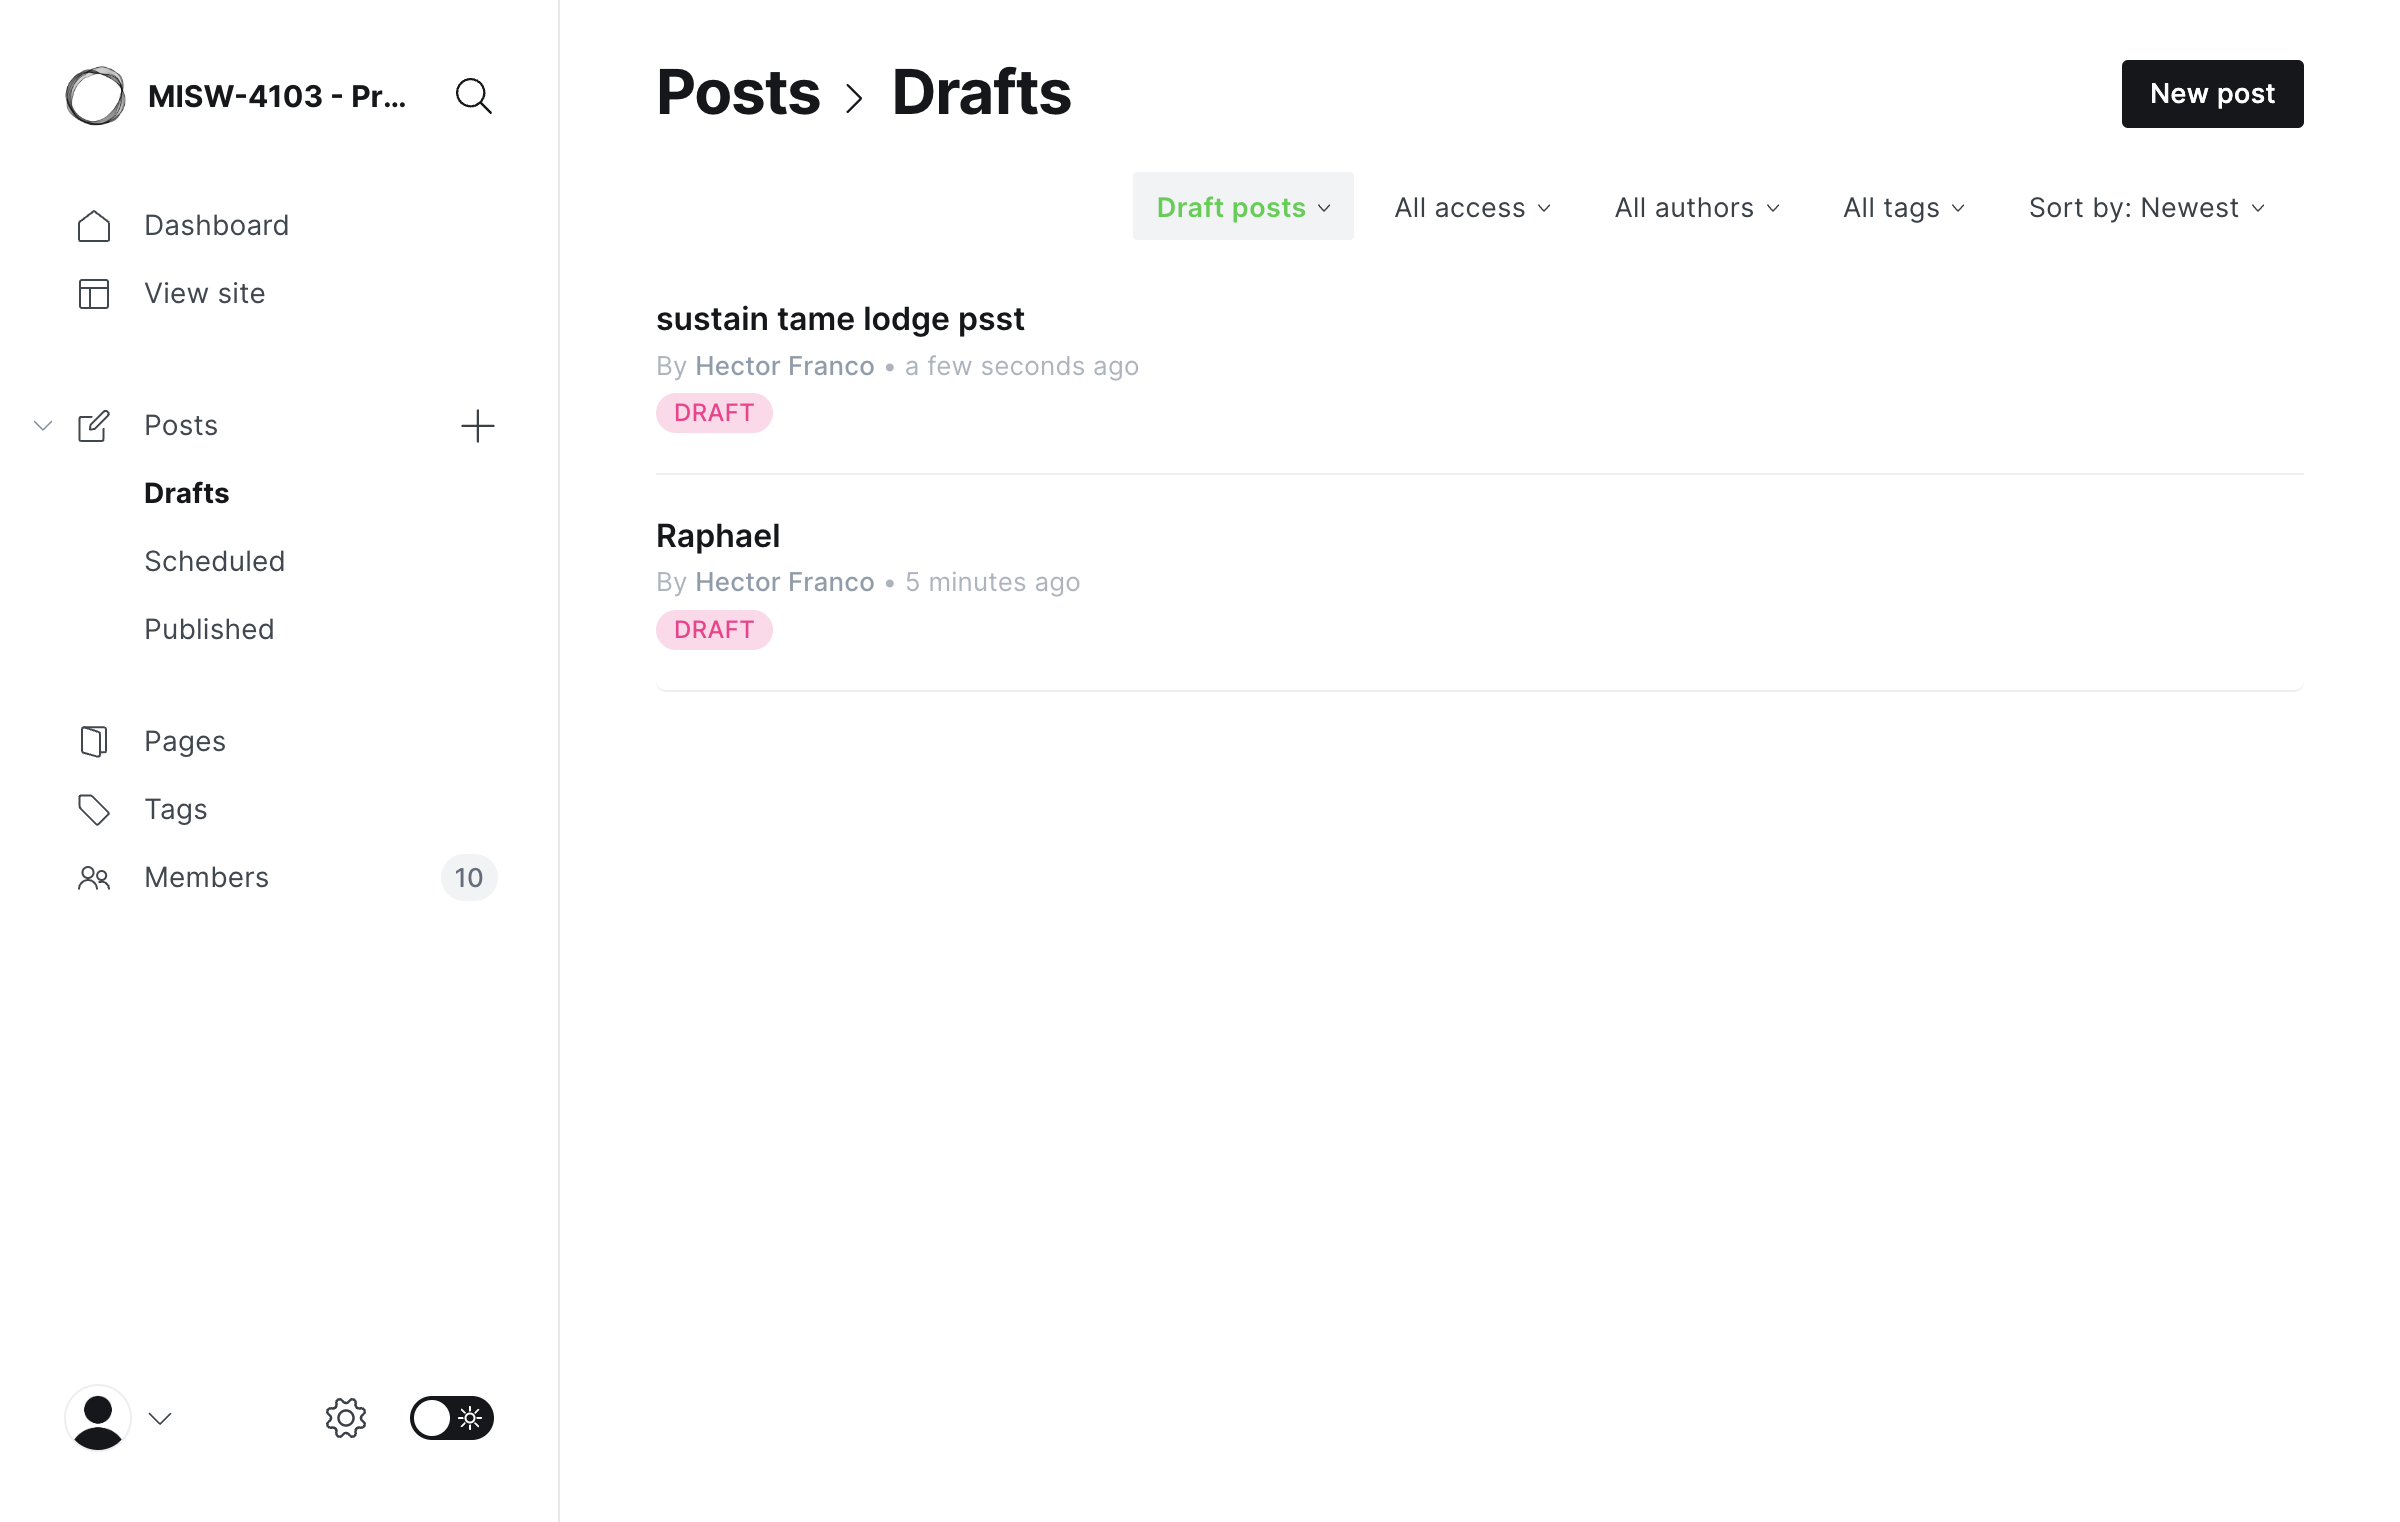 MISW-4103 - Pr...
Dashboard
View site
Posts
Drafts
Scheduled
Published
Pages
Tags
Members 10
Posts > Drafts
New post
Draft posts All access All authors All tags Sort by: Newest
sustain tame lodge psst
By Hector Franco • a few seconds ago
DRAFT
Raphael
By Hector Franco • 5 minutes ago
DRAFT